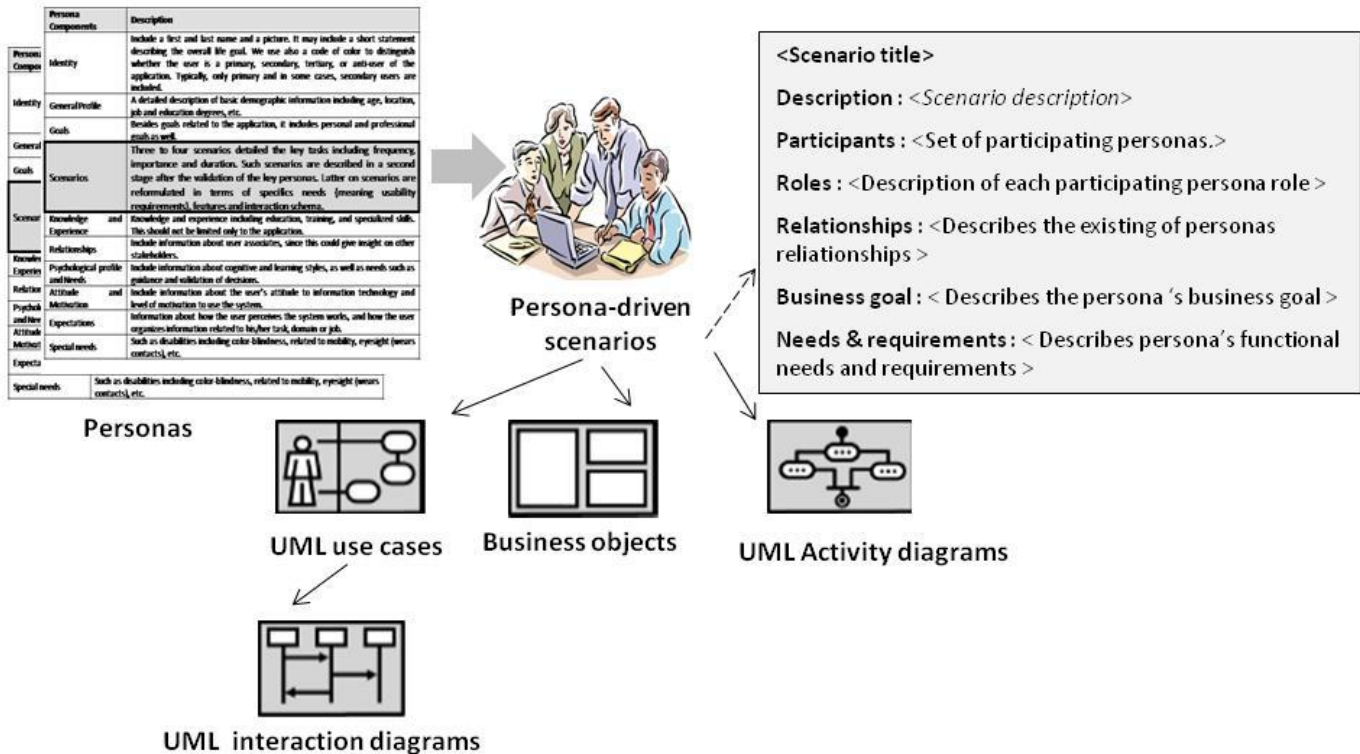 Persona Components
Description
Identity
Include a first and last name and a picture. It may include a short statement
describing the overall life goal. We use also a code of color to distinguish
whether the user is a primary, secondary, tertiary, or anti-user of the
application. Typically, only primary and in some cases, secondary users are
included.
General Profile
A detailed description of basic demographic information including age, location,
job and education degrees, etc.
Goals
Besides goals related to the application, it includes personal and professional
goals as well.
Scenarios
Three to four scenarios detailed the key tasks including frequency,
importance and duration. Such scenarios are described in a second
stage after the validation of the key personas. Latter on scenarios are
reformulated in terms of specifics needs (meaning usability
requirements), features and interaction schema.
Knowledge and
Experience
Knowledge and experience including education, training, and specialized skills.
This should not be limited only to the application.
Relationships
Include information about user associates, since this could give insight on other
stakeholders.
Psychological profile
and Needs
Include information about cognitive and learning styles, as well as needs such as
guidance and validation of decisions.
Attitude and
Motivation
Include information about the user's attitude to information technology and
level of motivation to use the system.
Expectations
Information about how the user perceives the system works, and how the user
organizes information related to his/her task, domain or job.
Special needs
Such as disabilities including color-blindness, related to mobility, eyesight (wears
contacts), etc.
Persona
Compo
Identity
General
Goals
Scenar
Knowle
Experie
Relation
Psychol
and Nee
Attitude
Motivat
Expecta
Special needs
Such as disabilities including color-blindness, related to mobility, eyesight (wears
contacts), etc.
Personas
Persona-driven
scenarios
<Scenario title>
Description : <Scenario description>
Participants : <Set of participating personas.>
Roles : <Description of each participating persona role >
Relationships : <Describes the existing of personas
reliationships >
Business goal : < Describes the persona 's business goal >
Needs & requirements : < Describes persona's functional
needs and requirements >
UML use cases
Business objects
UML Activity diagrams
UML interaction diagrams